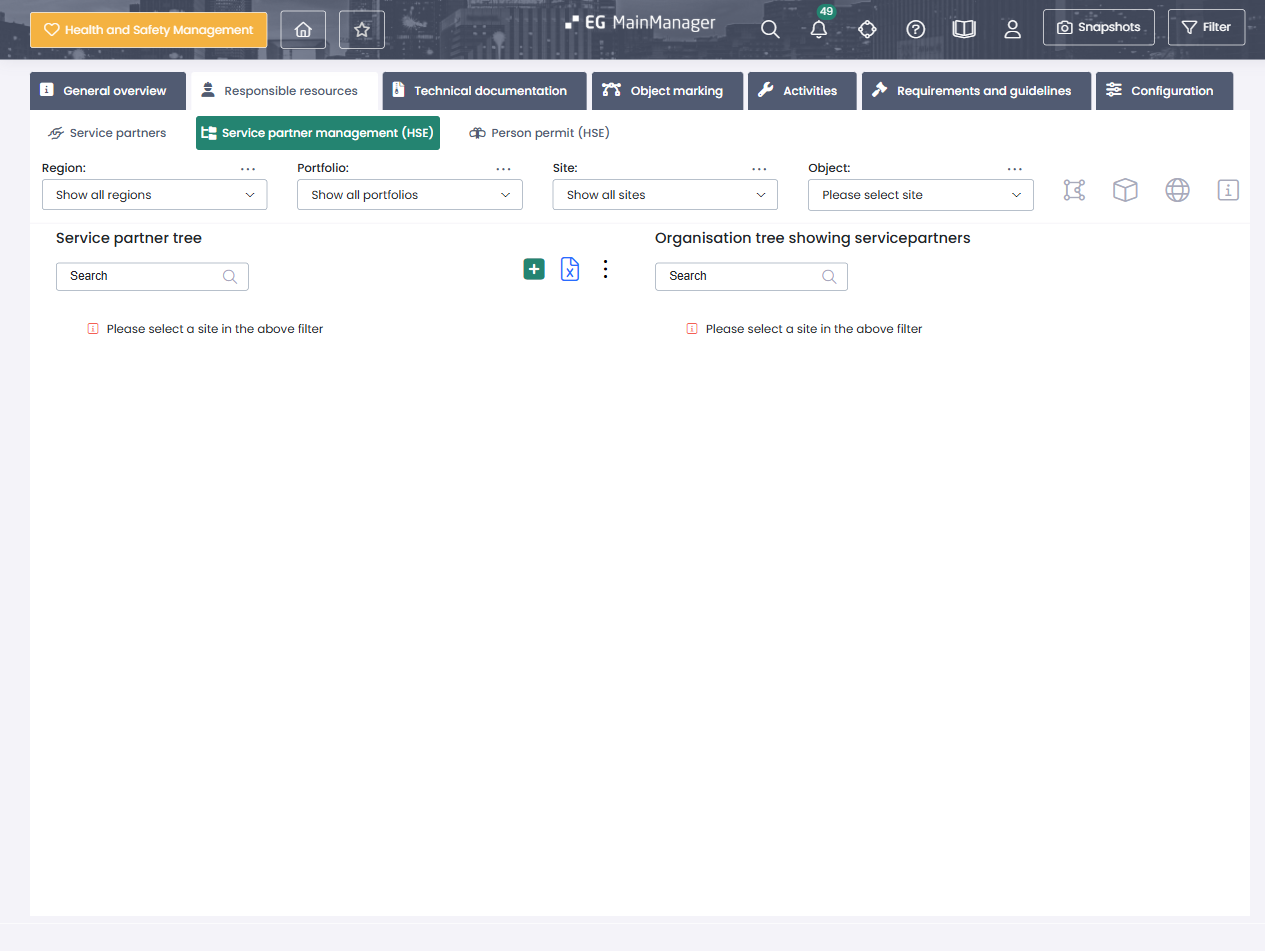 Health and Safety Management
EG MainManager
49
Snapshots
Filter
General overview
Responsible resources
Technical documentation
Object marking
Activities
Requirements and guidelines
Configuration
Service partners
Service partner management (HSE)
Person permit (HSE)
Region:
Portfolio:
Site:
Object:
Show all regions
Show all portfolios
Show all sites
Please select site
Service partner tree
Organisation tree showing servicepartners
Search
Search
Please select a site in the above filter
Please select a site in the above filter